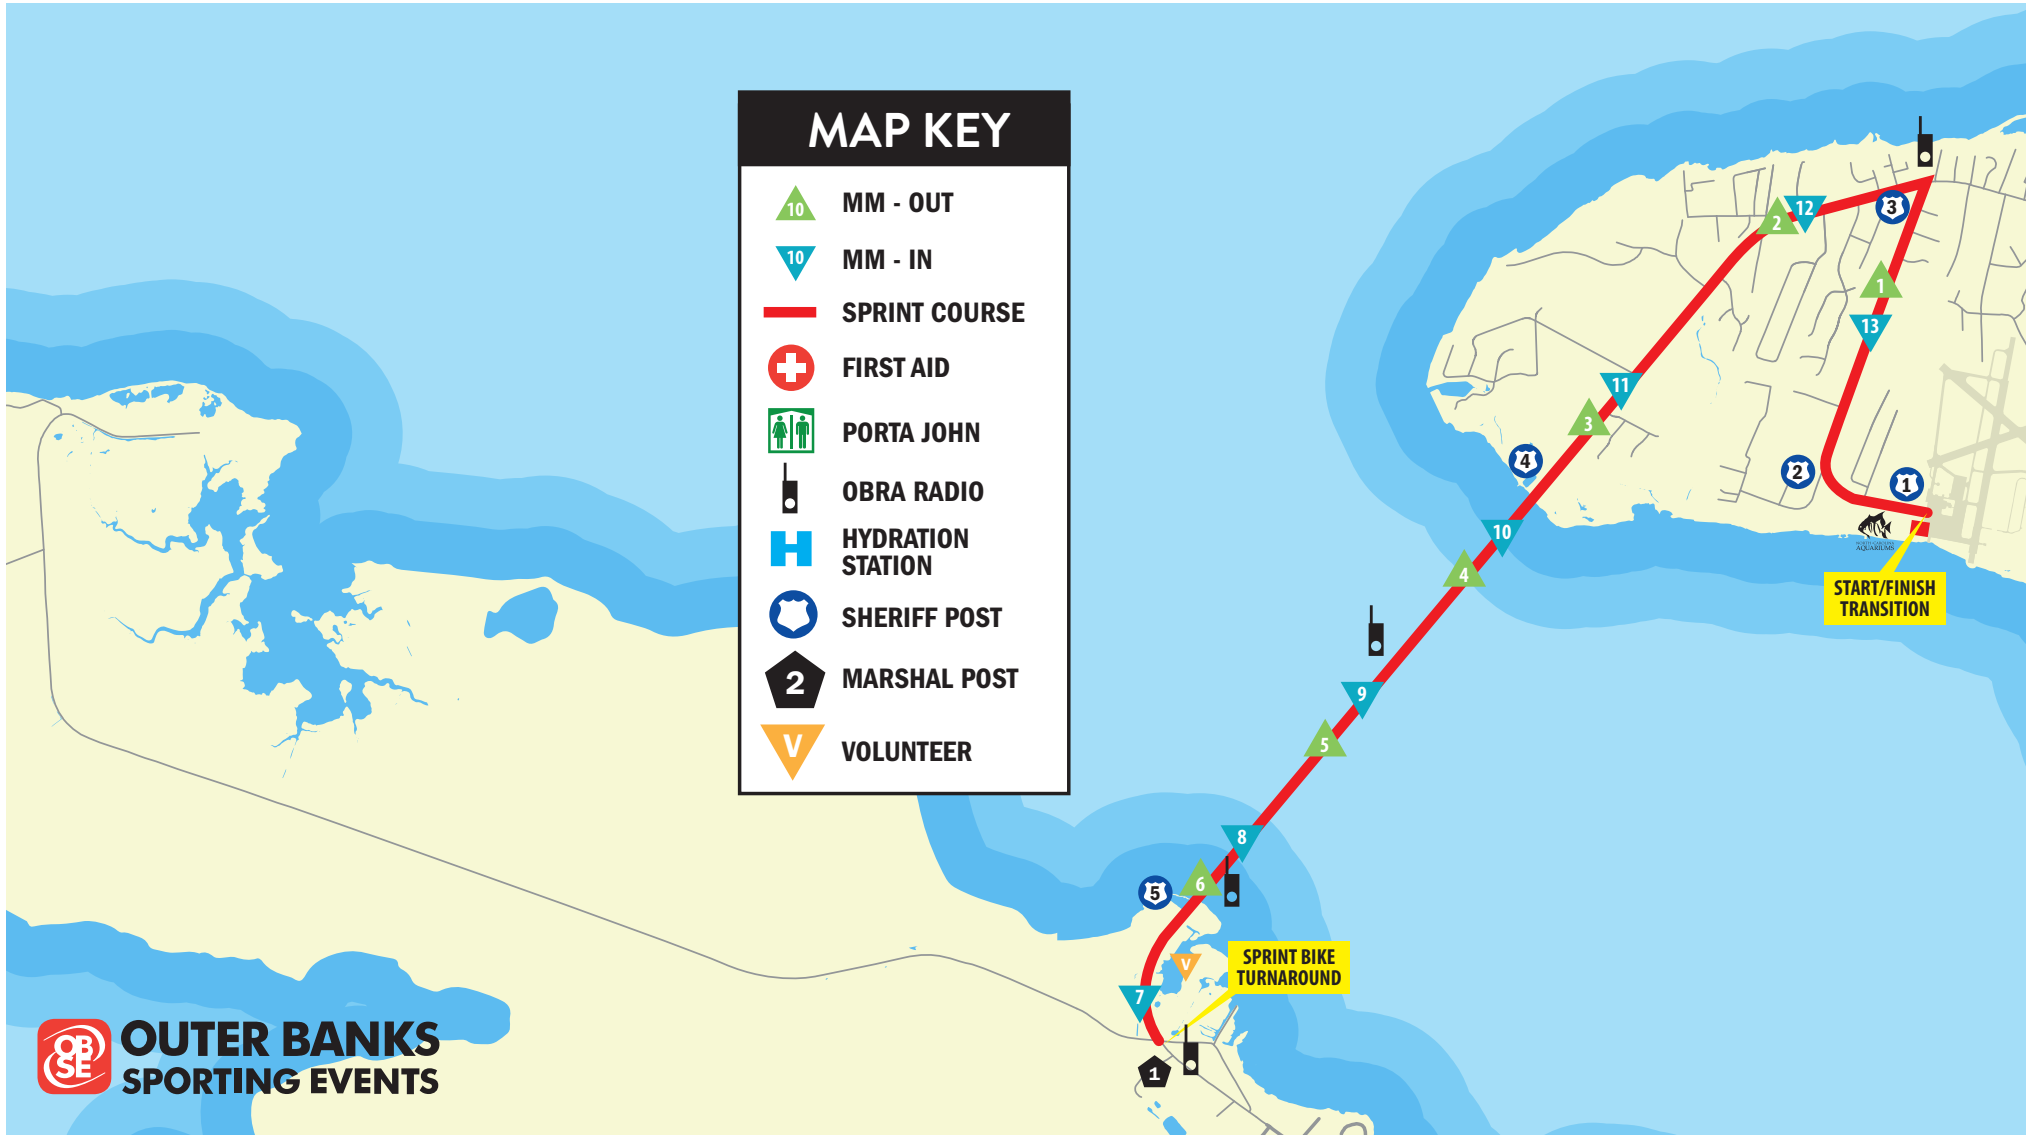 MAP KEY
10 MM - OUT
10 MM - IN
SPRINT COURSE
FIRST AID
PORTA JOHN
OBRA RADIO
HYDRATION
STATION
SHERIFF POST
2 MARSHAL POST
V VOLUNTEER
12
2
3
1
13
11
3
4
2
1
10
4
AQUARIUMS
START/FINISH
TRANSITION
9
5
8
6
5
V
SPRINT BIKE
TURNAROUND
7
1
OBSE
OUTER BANKS
SPORTING EVENTS